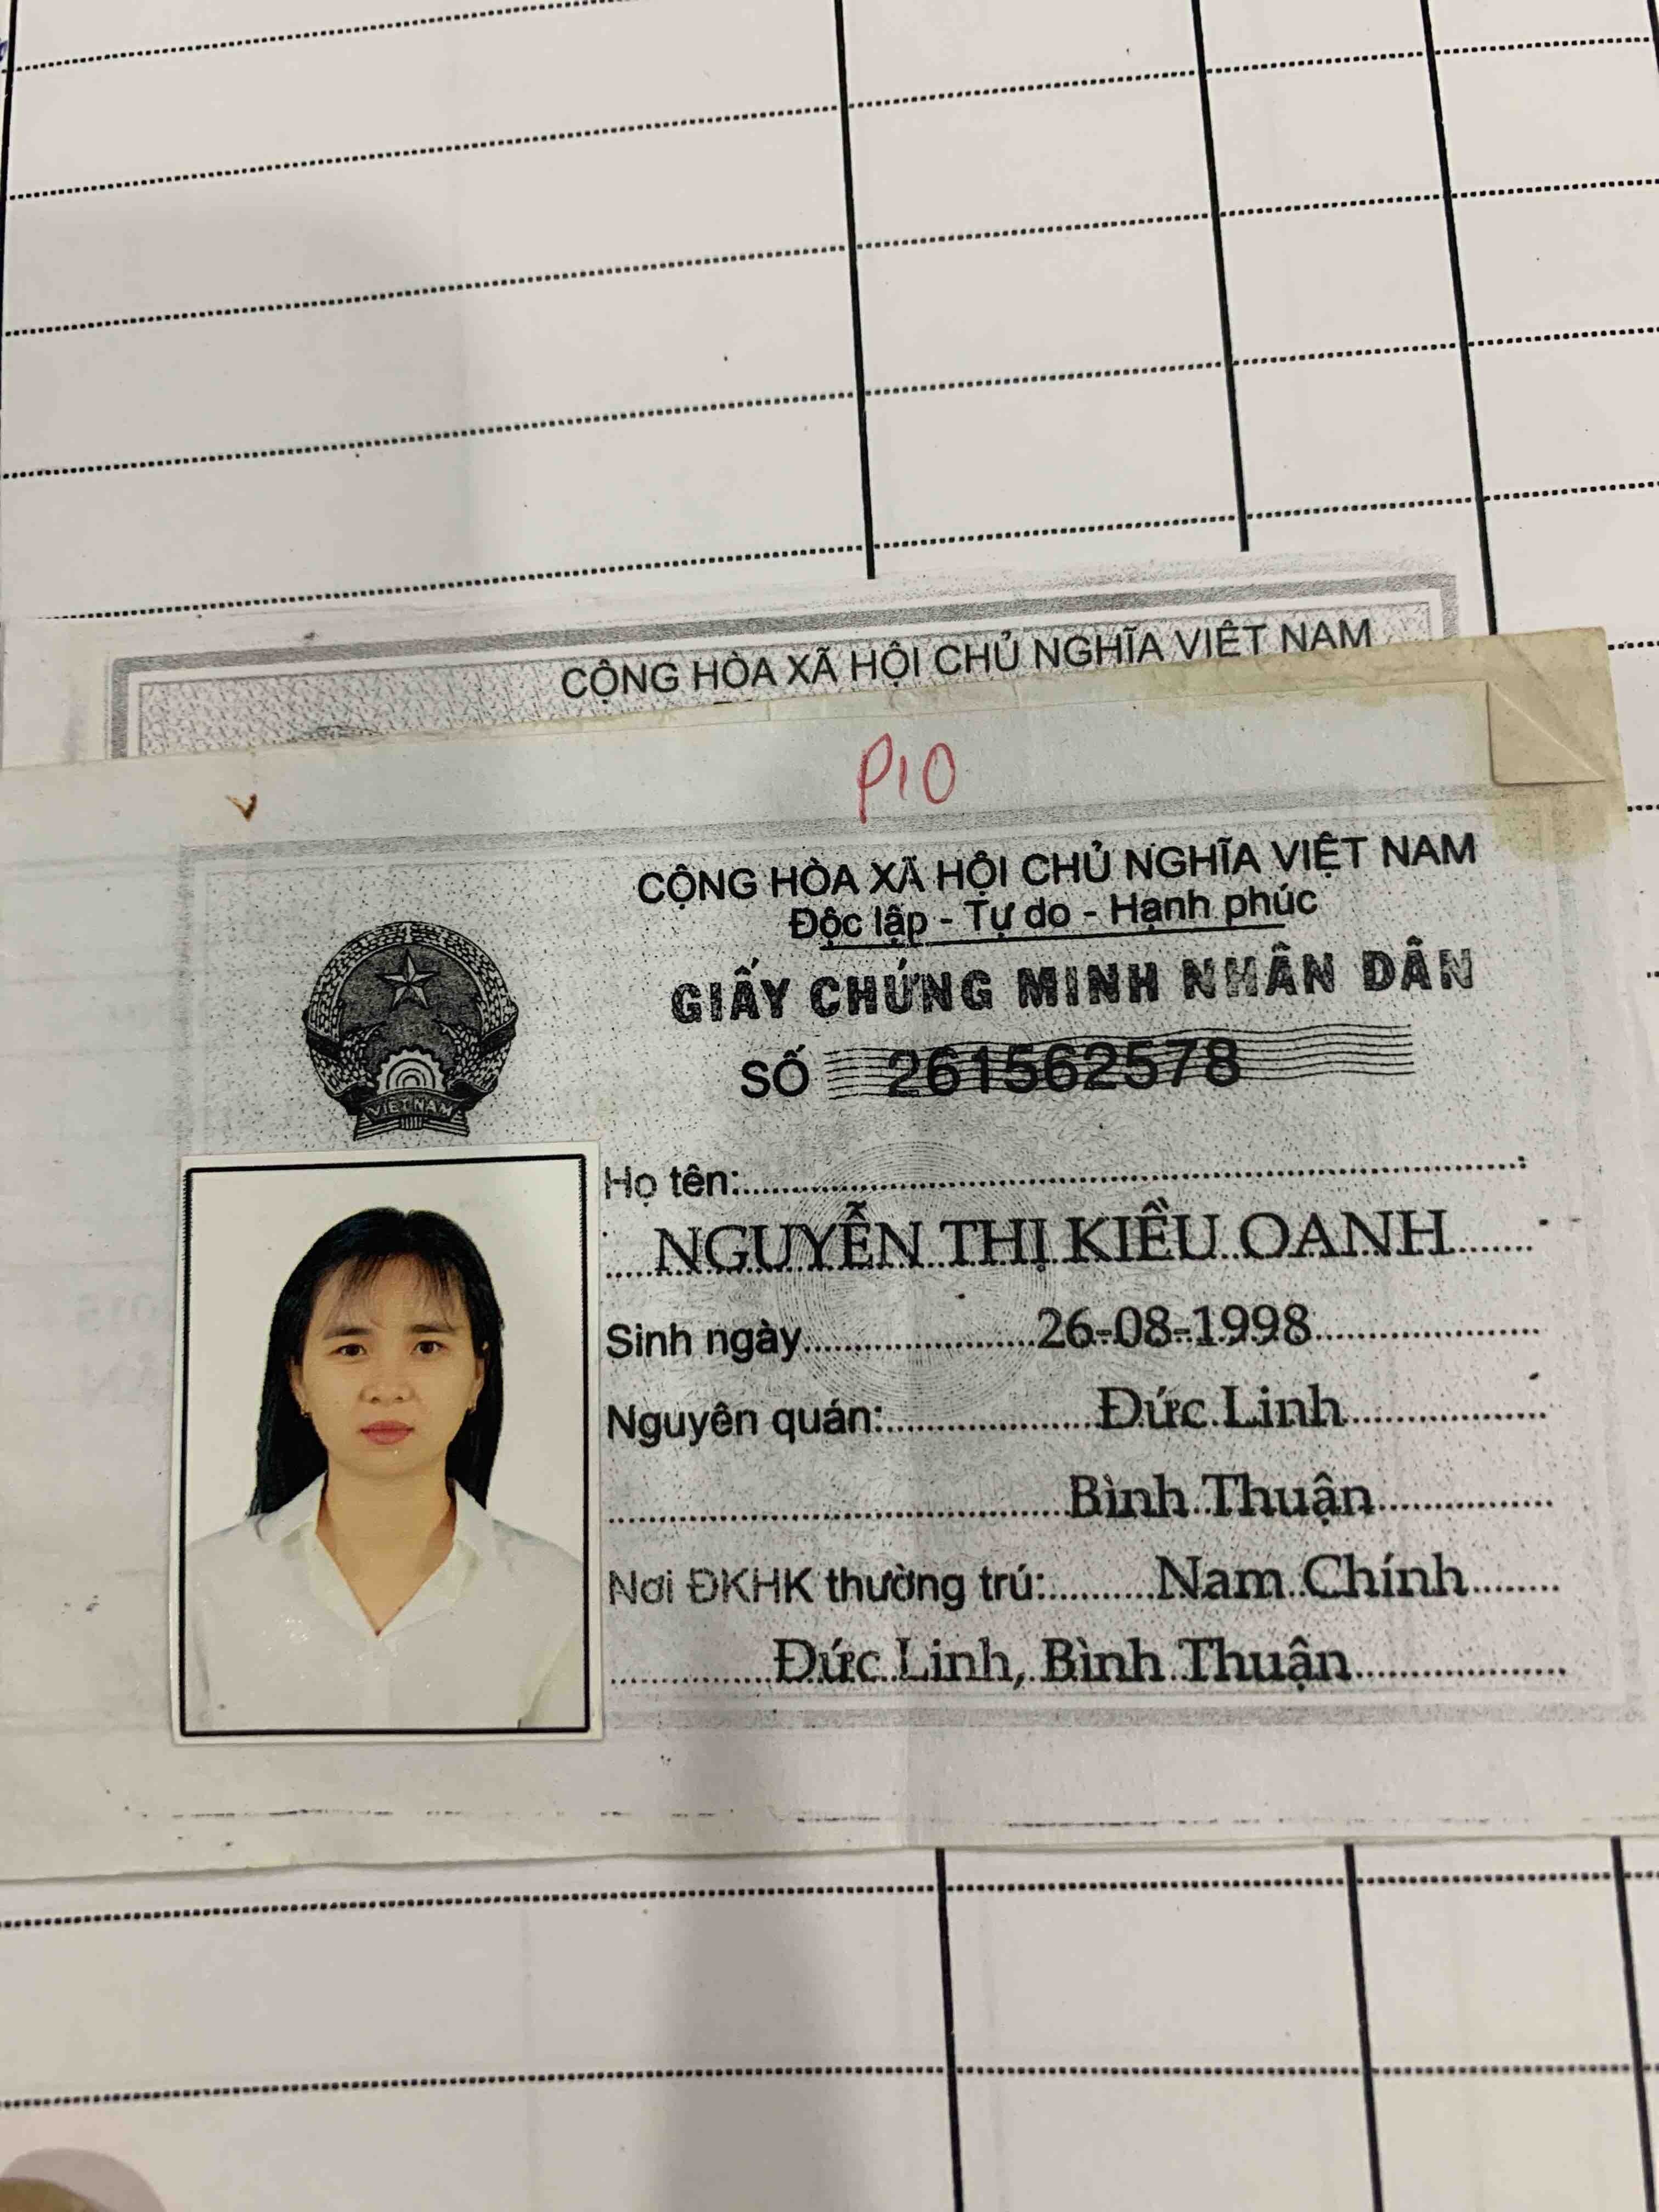 CỘNG HÒA XÃ HỘI CHỦ NGHĨA VIỆT NAM
P10
CỘNG HÒA XÃ HỘI CHỦ NGHĨA VIỆT NAM
Độc lập - Tự do - Hạnh phúc
GIẤY CHỨNG MINH NHÂN DÂN
SỐ 261562578
VIỆT NAM
Họ tên:
NGUYỄN THỊ KIỀU OANH
Sinh ngày 26-08-1998
Nguyên quán: Đức Linh
Bình Thuận
Nơi ĐKHK thường trú: Nam Chính
Đức Linh, Bình Thuận